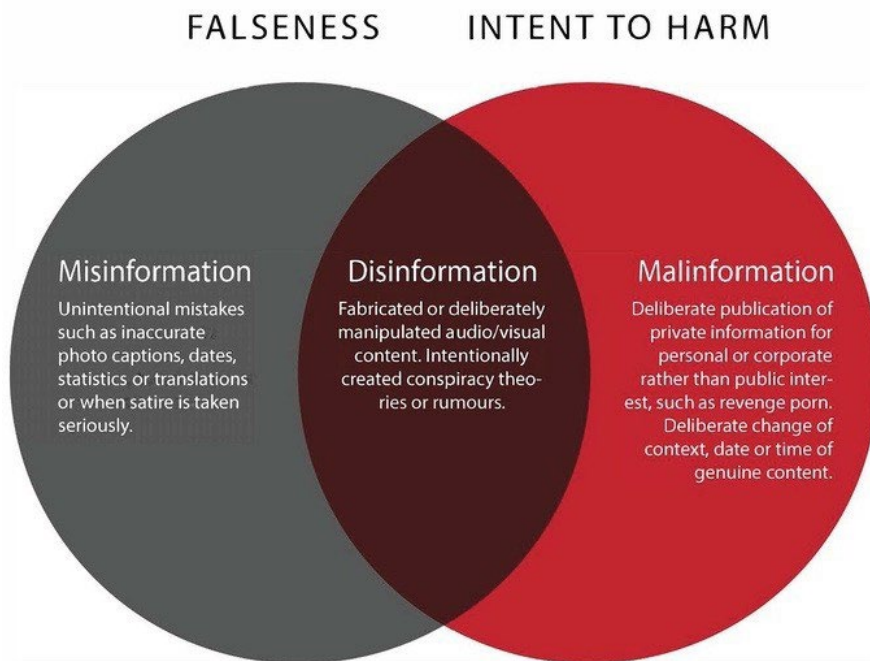 FALSENESS
INTENT TO HARM
Misinformation
Unintentional mistakes
such as inaccurate
photo captions, dates,
statistics or translations
or when satire is taken
seriously.
Disinformation
Fabricated or deliberately
manipulated audio/visual
content. Intentionally
created conspiracy theo-
ries or rumours.
Malinformation
Deliberate publication of
private information for
personal or corporate
rather than public inter-
est, such as revenge porn.
Deliberate change of
context, date or time of
genuine content.